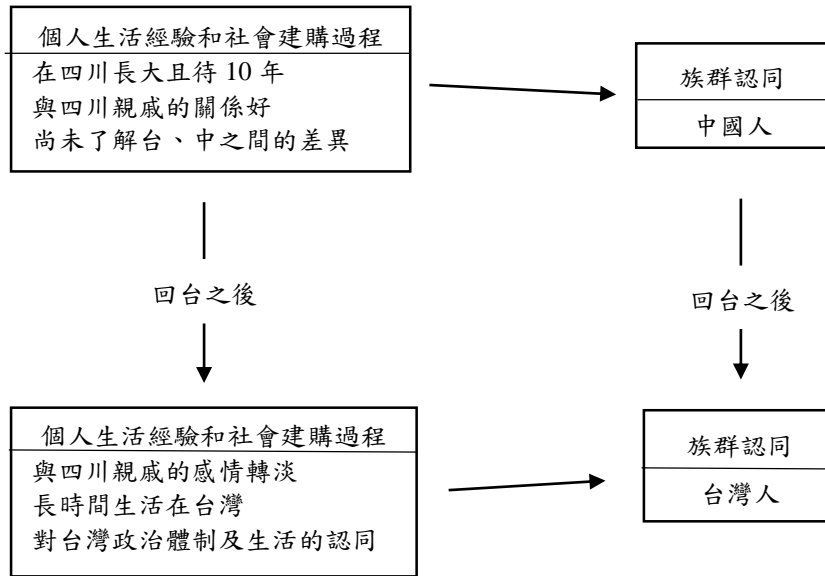 個人生活經驗和社會建購過程
在四川長大且待 10 年
與四川親戚的關係好
尚未了解台、中之間的差異
族群認同
中國人
回台之後
回台之後
個人生活經驗和社會建購過程
與四川親戚的感情轉淡
長時間生活在台灣
對台灣政治體制及生活的認同
族群認同
台灣人